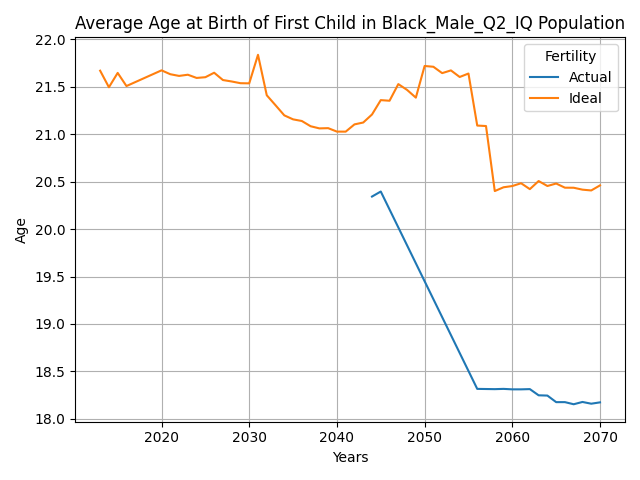 Average Age at Birth of First Child in Black_Male_Q2_IQ Population
22.0
21.5
21.0
20.5
20.0
19.5
19.0
18.5
18.0
Age
Fertility
Actual
Ideal
2020 2030 2040 2050 2060 2070
Years